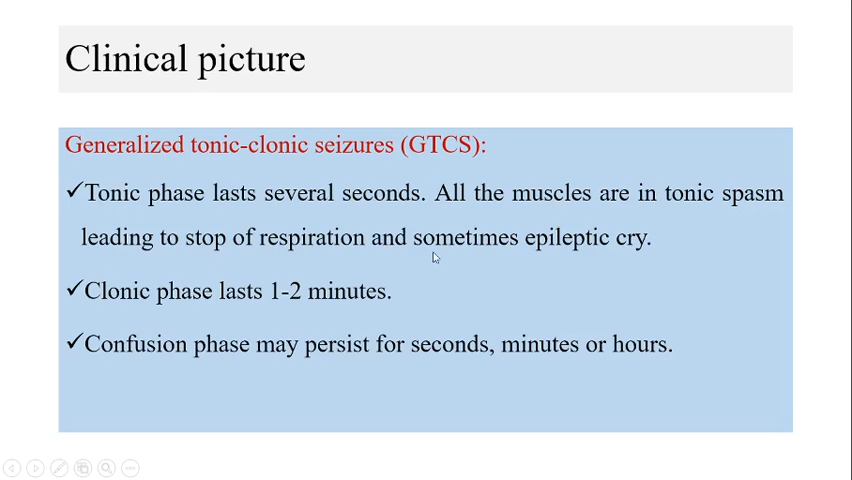 Clinical picture
Generalized tonic-clonic seizures (GTCS):
✓Tonic phase lasts several seconds. All the muscles are in tonic spasm
leading to stop of respiration and sometimes epileptic cry.
✓Clonic phase lasts 1-2 minutes.
✓Confusion phase may persist for seconds, minutes or hours.